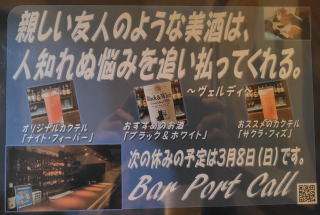 親しい友人のような美酒は、
人知れぬ悩みを追い払ってくれる。
～ヴェルディ～
オリジナルカクテル
「ナイト・フィーバー」
おすすめのお酒
「ブラック＆ホワイト」
おススメのカクテル
「サクラ・フィズ」
次の休みの予定は3月8日(日)です。
Bar Port Call